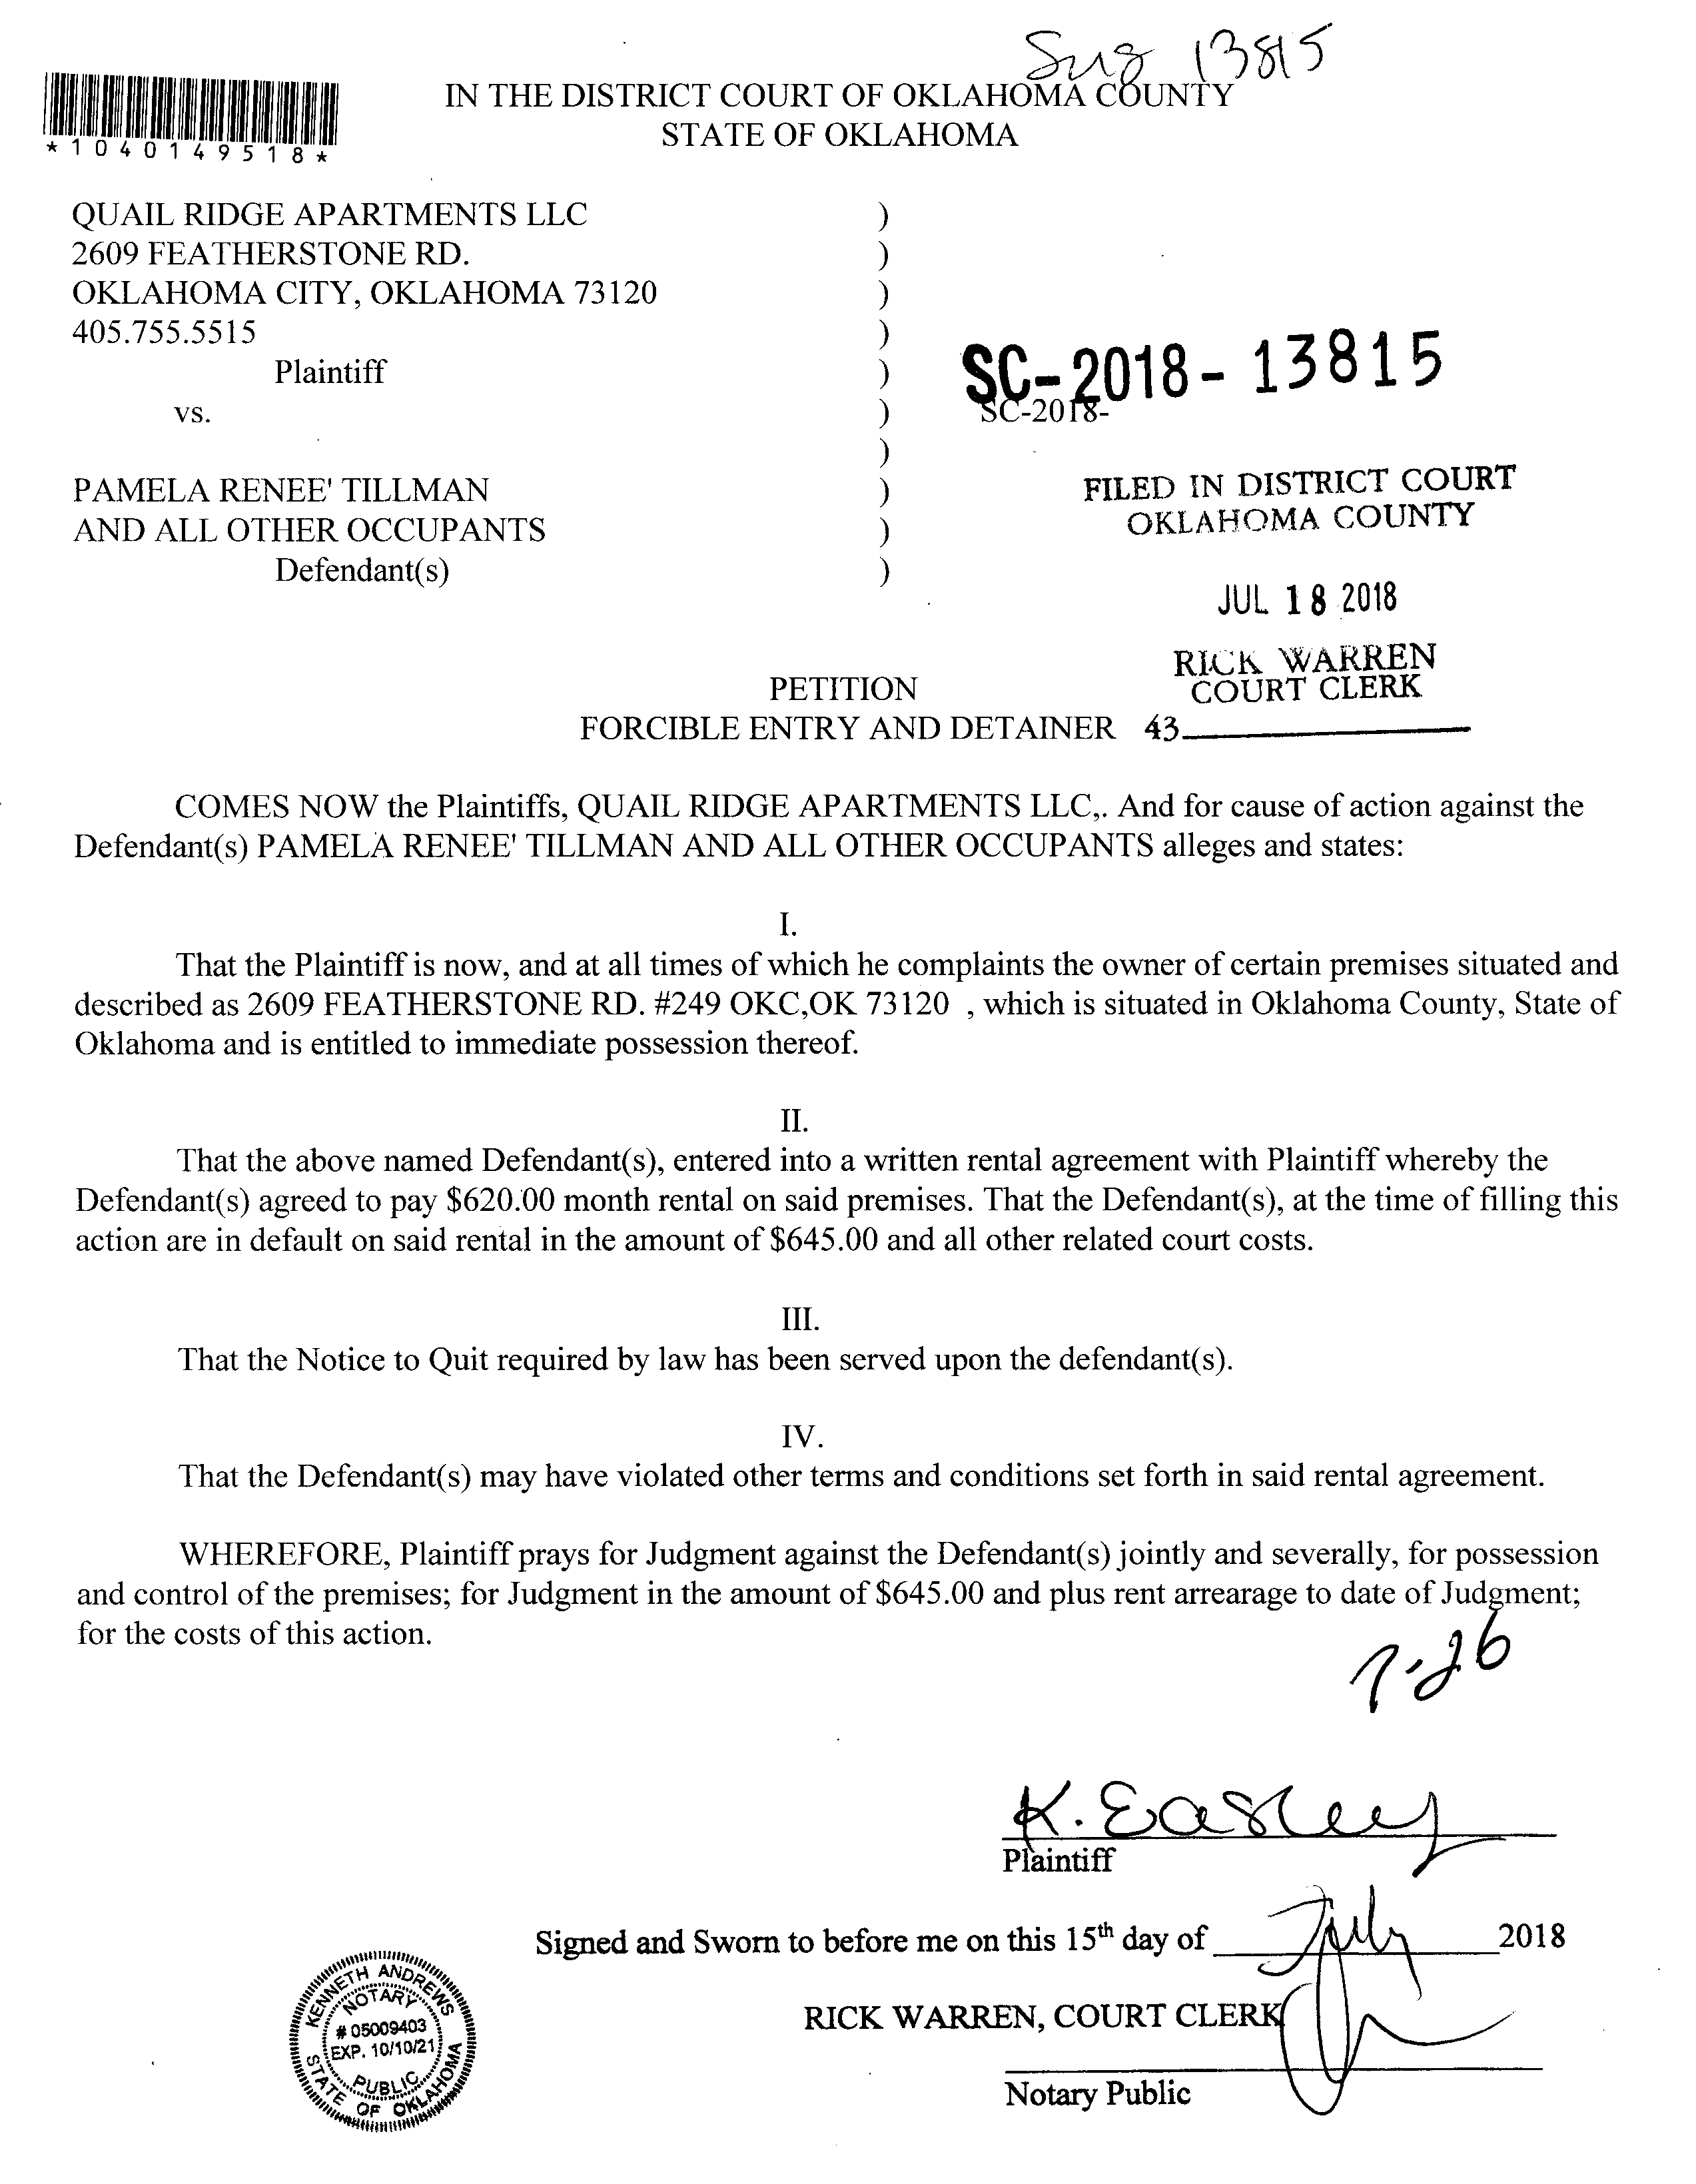 Sug 13815
*1040149518*
IN THE DISTRICT COURT OF OKLAHOMA COUNTY
STATE OF OKLAHOMA
QUAIL RIDGE APARTMENTS LLC )
2609 FEATHERSTONE RD. )
OKLAHOMA CITY, OKLAHOMA 73120 )
405.755.5515 )
Plaintiff )
vs. )
)
PAMELA RENEE' TILLMAN )
AND ALL OTHER OCCUPANTS )
Defendant(s) )
SC-2018- 13815
SC-2018-
FILED IN DISTRICT COURT
OKLAHOMA COUNTY
JUL 18 2018
RICK WARREN
COURT CLERK
43
PETITION
FORCIBLE ENTRY AND DETAINER
COMES NOW the Plaintiffs, QUAIL RIDGE APARTMENTS LLC,. And for cause of action against the
Defendant(s) PAMELA RENEE' TILLMAN AND ALL OTHER OCCUPANTS alleges and states:
I.
That the Plaintiff is now, and at all times of which he complaints the owner of certain premises situated and
described as 2609 FEATHERSTONE RD. #249 OKC,OK 73120 , which is situated in Oklahoma County, State of
Oklahoma and is entitled to immediate possession thereof.
II.
That the above named Defendant(s), entered into a written rental agreement with Plaintiff whereby the
Defendant(s) agreed to pay $620.00 month rental on said premises. That the Defendant(s), at the time of filling this
action are in default on said rental in the amount of $645.00 and all other related court costs.
III.
That the Notice to Quit required by law has been served upon the defendant(s).
IV.
That the Defendant(s) may have violated other terms and conditions set forth in said rental agreement.
WHEREFORE, Plaintiff prays for Judgment against the Defendant(s) jointly and severally, for possession
and control of the premises; for Judgment in the amount of $645.00 and plus rent arrearage to date of Judgment;
for the costs of this action.
7-26
K. Easley
Plaintiff
Signed and Sworn to before me on this 15th day of July 2018
RICK WARREN, COURT CLERK
Notary Public
KENNETH ANDREWS
NOTARY
# 05009403
EXP. 10/10/21
PUBLIC
STATE OF OKLAHOMA